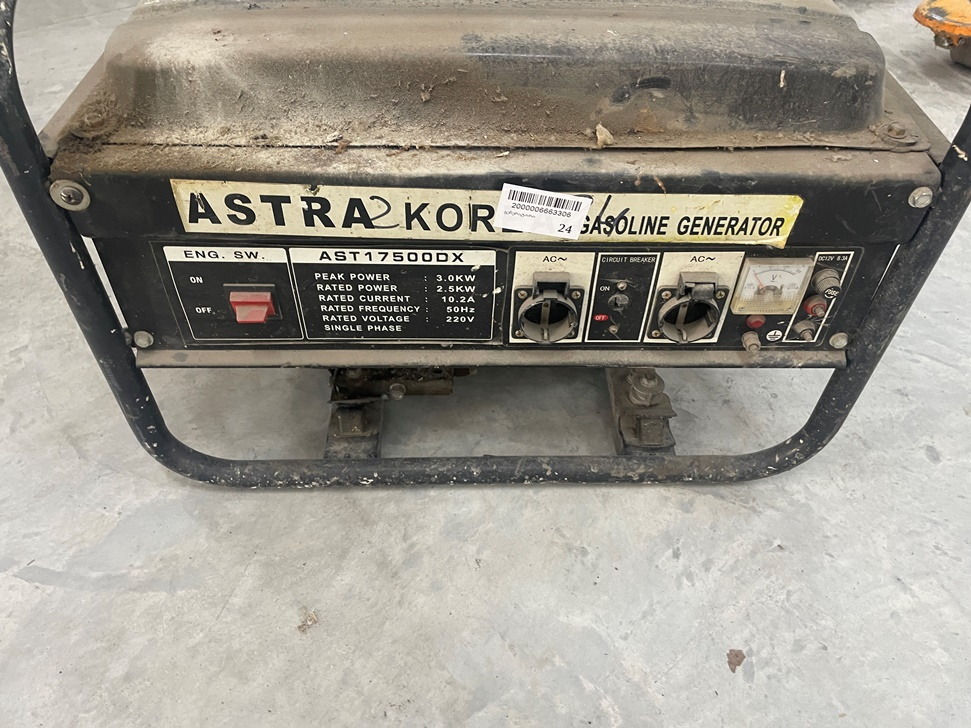 ASTRA KOR
GASOLINE GENERATOR
2000006663306
გენერატორი
24
ENG. SW.
ON
OFF
AST17500DX
PEAK POWER : 3.0KW
RATED POWER : 2.5KW
RATED CURRENT : 10.2A
RATED FREQUENCY : 50Hz
RATED VOLTAGE : 220V
SINGLE PHASE
AC~
CIRCUIT BREAKER
ON
OFF
AC~
V
DC12V 8.3A
FUSE